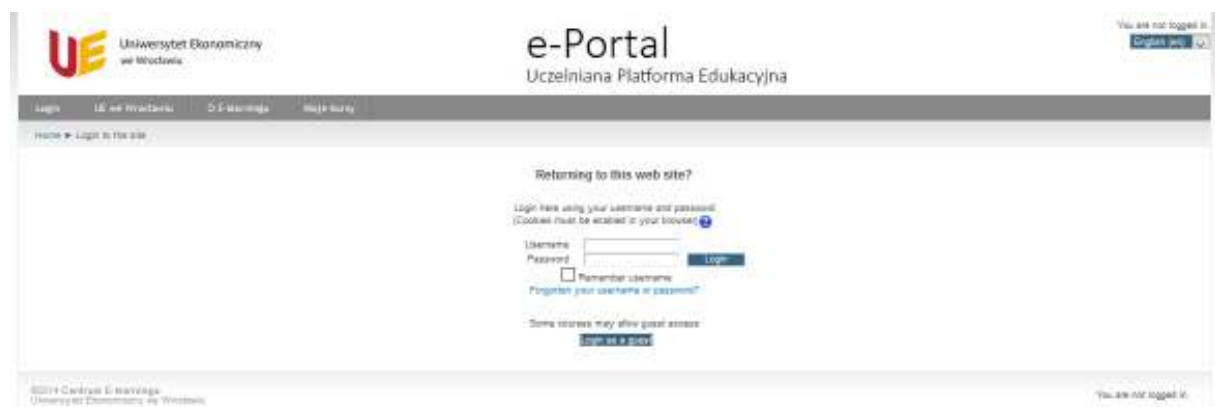 UE
Uniwersytet Ekonomiczny
we Wrocławiu
e-Portal
Uczelniana Platforma Edukacyjna
You are not logged in.
English (en)
Login UE we Wrocławiu O E-learningu Moje kursy
Home ► Login to the site
Returning to this web site?
Login here using your username and password
(Cookies must be enabled in your browser) ?
Username
Password Login
Remember username
Forgotten your username or password?
Some courses may allow guest access
Login as a guest
©2014 Centrum E-learningu
Uniwersytet Ekonomiczny we Wrocławiu
You are not logged in.